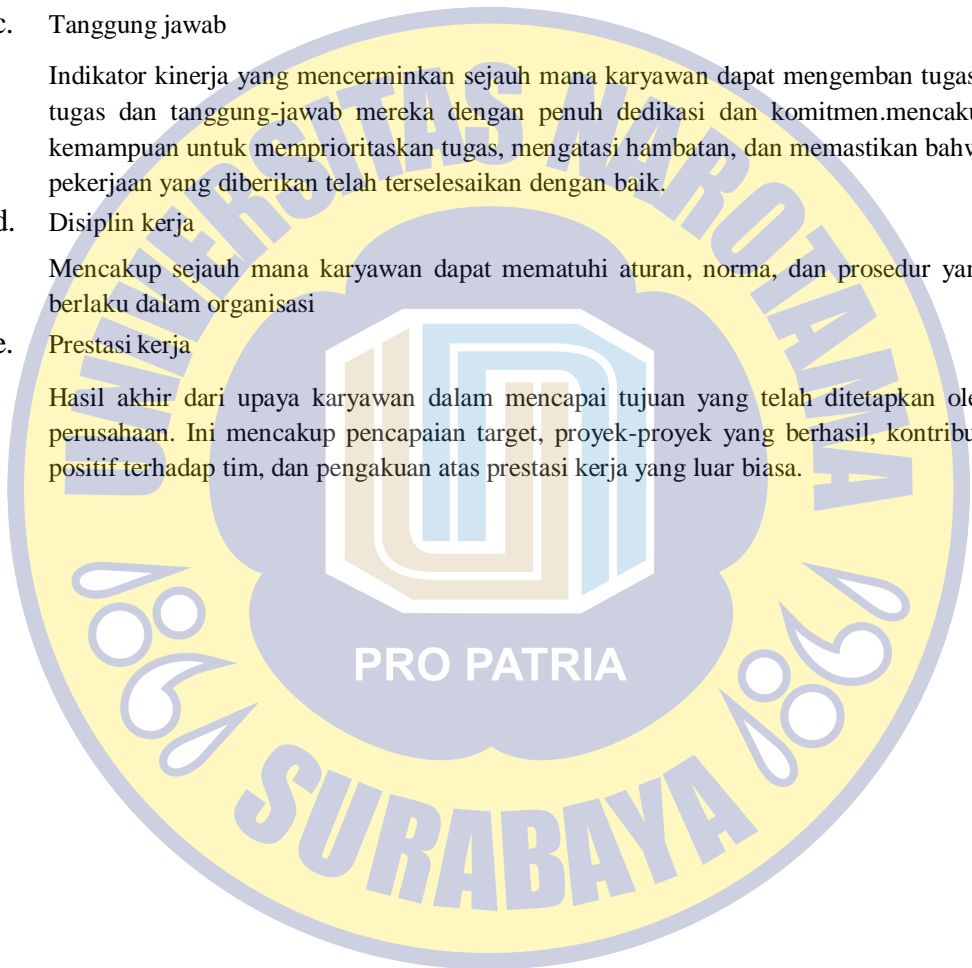 c. Tanggung jawab
Indikator kinerja yang mencerminkan sejauh mana karyawan dapat mengemban tugas
tugas dan tanggung-jawab mereka dengan penuh dedikasi dan komitmen.mencaku
kemampuan untuk memprioritaskan tugas, mengatasi hambatan, dan memastikan bahw
pekerjaan yang diberikan telah terselesaikan dengan baik.
d. Disiplin kerja
Mencakup sejauh mana karyawan dapat mematuhi aturan, norma, dan prosedur yan
berlaku dalam organisasi
e. Prestasi kerja
Hasil akhir dari upaya karyawan dalam mencapai tujuan yang telah ditetapkan ole
perusahaan. Ini mencakup pencapaian target, proyek-proyek yang berhasil, kontribu
positif terhadap tim, dan pengakuan atas prestasi kerja yang luar biasa.
UNIVERSITAS NAROTAMA
PRO PATRIA
SURABAYA